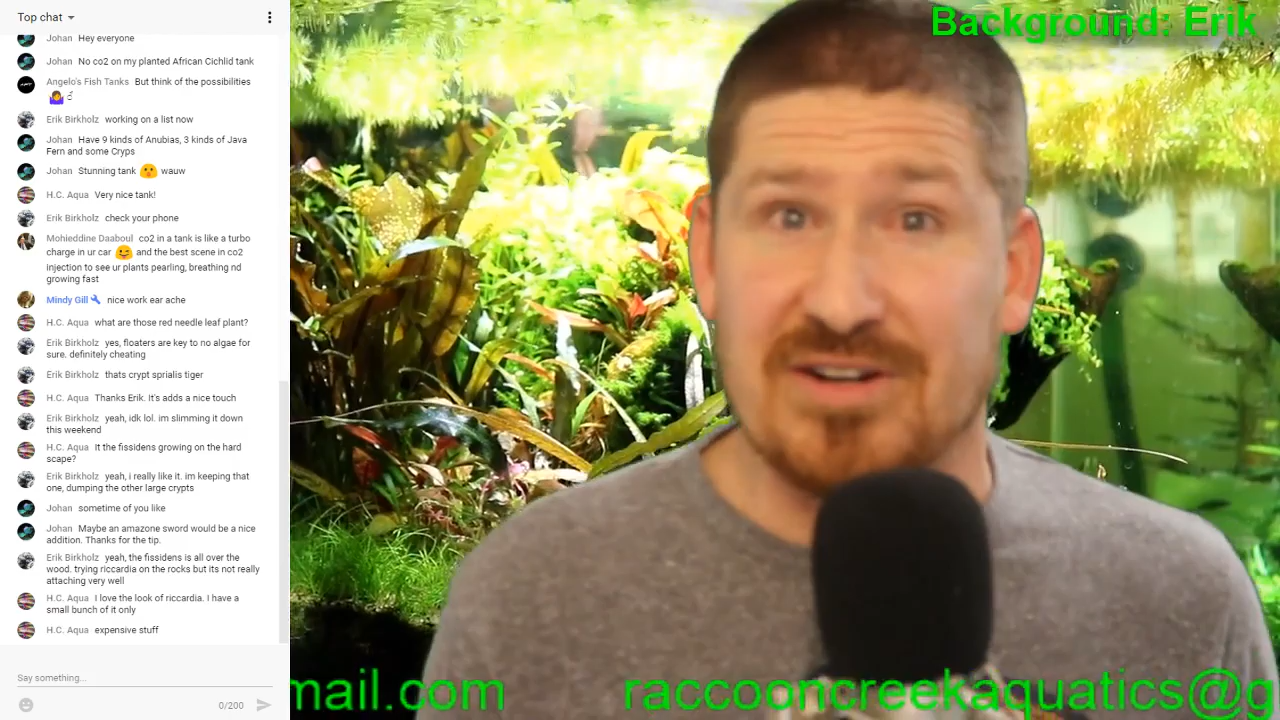 Top chat
Background: Erik
Johan Hey everyone
Johan No co2 on my planted African Cichlid tank
Angelo's Fish Tanks But think of the possibilities
Erik Birkholz working on a list now
Johan Have 9 kinds of Anubias, 3 kinds of Java
Fern and some Cryps
Johan Stunning tank wauw
H.C. Aqua Very nice tank!
Erik Birkholz check your phone
Mohieddine Daaboul co2 in a tank is like a turbo
charge in ur car and the best scene in co2
injection to see ur plants pearling, breathing nd
growing fast
Mindy Gill nice work ear ache
H.C. Aqua what are those red needle leaf plant?
Erik Birkholz yes, floaters are key to no algae for
sure. definitely cheating
Erik Birkholz thats crypt sprialis tiger
H.C. Aqua Thanks Erik. It's adds a nice touch
Erik Birkholz yeah, idk lol. im slimming it down
this weekend
H.C. Aqua It the fissidens growing on the hard
scape?
Erik Birkholz yeah, i really like it. im keeping that
one, dumping the other large crypts
Johan sometime of you like
Johan Maybe an amazone sword would be a nice
addition. Thanks for the tip.
Erik Birkholz yeah, the fissidens is all over the
wood. trying riccardia on the rocks but its not really
attaching very well
H.C. Aqua I love the look of riccardia. I have a
small bunch of it only
H.C. Aqua expensive stuff
Say something...
0/200
mail.com raccooncreekaquatics@g